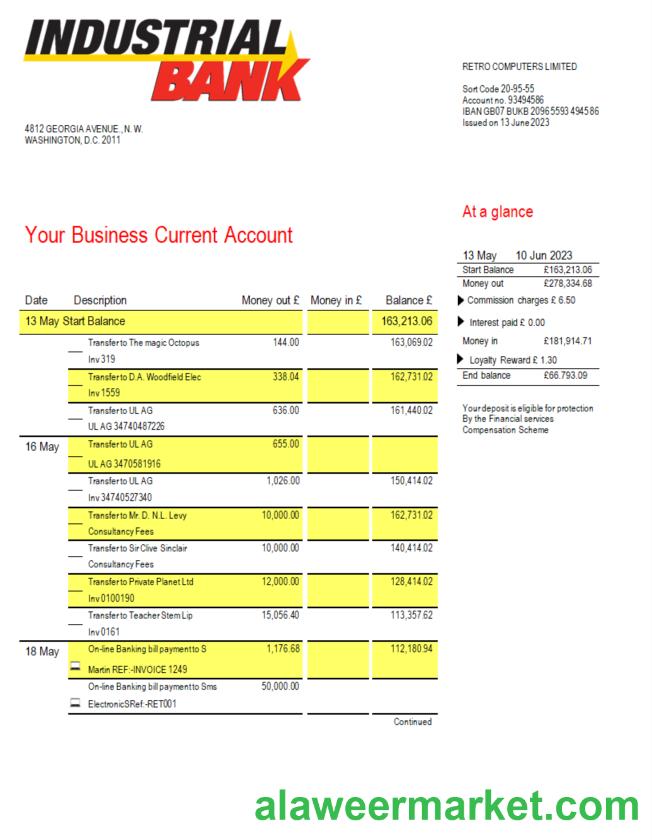 INDUSTRIAL
BANK
RETRO COMPUTERS LIMITED
Sort Code 20-95-55
Account no. 93494586
IBAN GB07 BUKB 2096 5593 494586
Issued on 13 June 2023
4812 GEORGIA AVENUE., N. W.
WASHINGTON, D.C. 2011
At a glance
Your Business Current Account
13 May 10 Jun 2023
Start Balance £163,213.06
Money out £278,334.68
Commission charges £ 6.50
Interest paid £ 0.00
Money in £181,914.71
Loyalty Reward £ 1.30
End balance £66.793.09
Your deposit is eligible for protection
By the Financial services
Compensation Scheme
Date Description Money out £ Money in £ Balance £
13 May Start Balance 163,213.06
Transfer to The magic Octopus 144.00 163,069.02
Inv 319
Transfer to D.A. Woodfield Elec 338.04 162,731.02
Inv 1559
Transfer to UL AG 636.00 161,440.02
UL AG 34740487226
16 May Transfer to UL AG 655.00
UL AG 3470581916
Transfer to UL AG 1,026.00 150,414.02
Inv 34740527340
Transfer to Mr. D. N.L. Levy 10,000.00 162,731.02
Consultancy Fees
Transfer to Sir Clive Sinclair 10,000.00 140,414.02
Consultancy Fees
Transfer to Private Planet Ltd 12,000.00 128,414.02
Inv 0100190
Transfer to Teacher Stem Lip 15,056.40 113,357.62
Inv 0161
18 May On-line Banking bill payment to S 1,176.68 112,180.94
Martin REF:-INVOICE 1249
On-line Banking bill payment to Sms 50,000.00
ElectronicSRef:-RET001
Continued
alaweermarket.com